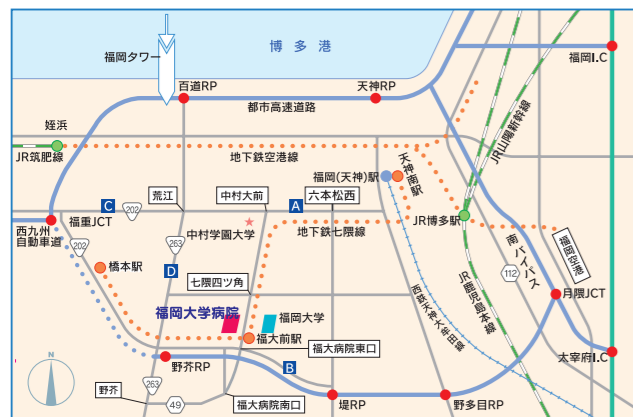 博多港
福岡タワー
福岡I.C
百道RP
天神RP
都市高速道路
姪浜
JR筑肥線
地下鉄空港線
JR山陽新幹線
福岡(天神)駅
天神南駅
荒江
中村大前
六本松西
A
C
202
福重JCT
西九州
自動車道
中村学園大学
地下鉄七隈線
JR博多駅
202
263
南バイパス
福岡空港
橋本駅
D
七隈四ツ角
112
JR鹿児島本線
西鉄天神大牟田線
月隈JCT
福岡大学病院
福岡大学
福大前駅
福大病院東口
太宰府I.C
野芥RP
B
N
野芥
263
49
福大病院南口
堤RP
野多目RP